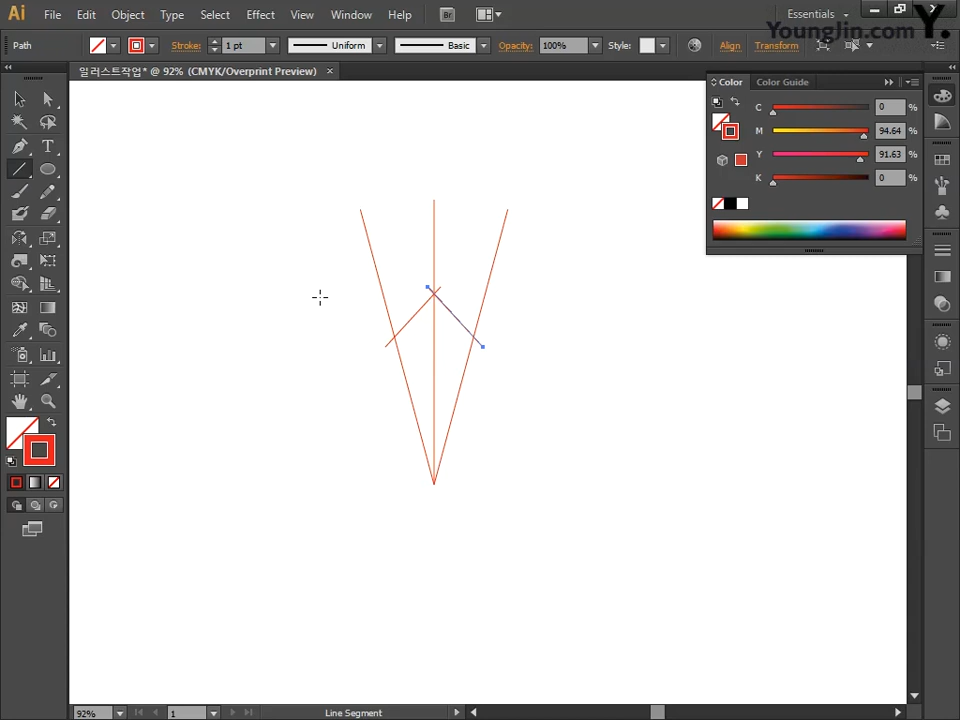 Ai File Edit Object Type Select Effect View Window Help Br Essentials
YoungJin.com Y.
Path Stroke: 1 pt Uniform Basic Opacity: 100% Style: Align Transform
일러스트작업* @ 92% (CMYK/Overprint Preview) ×
Color Color Guide
C 0 %
M 94.64 %
Y 91.63 %
K 0 %
T
92% 1 Line Segment